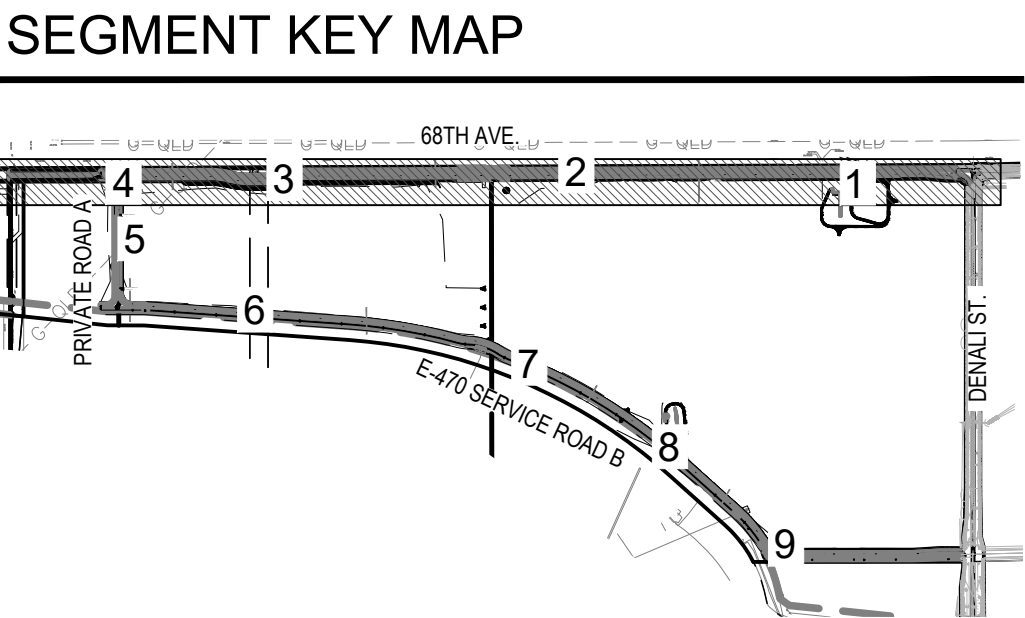 SEGMENT KEY MAP
68TH AVE.
4
3
2
1
5
PRIVATE ROAD A
6
DENALI ST.
7
E-470 SERVICE ROAD B
8
9